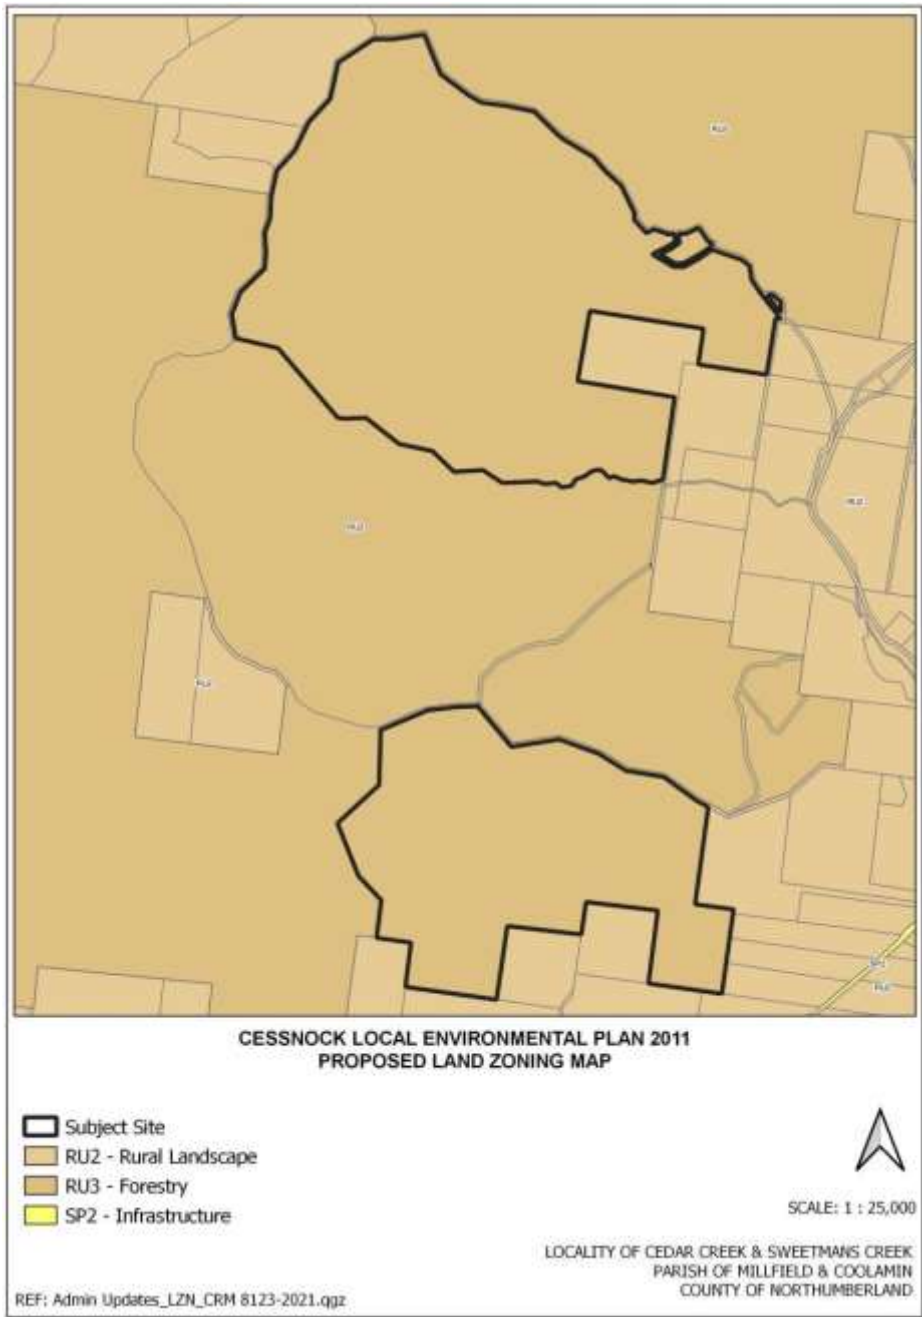 CESSNOCK LOCAL ENVIRONMENTAL PLAN 2011
PROPOSED LAND ZONING MAP
Subject Site
RU2 - Rural Landscape
RU3 - Forestry
SP2 - Infrastructure
SCALE: 1 : 25,000
LOCALITY OF CEDAR CREEK & SWEETMANS CREEK
PARISH OF MILLFIELD & COOLAMIN
COUNTY OF NORTHUMBERLAND
REF: Admin Updates_LZN_CRM 8123-2021.qgz